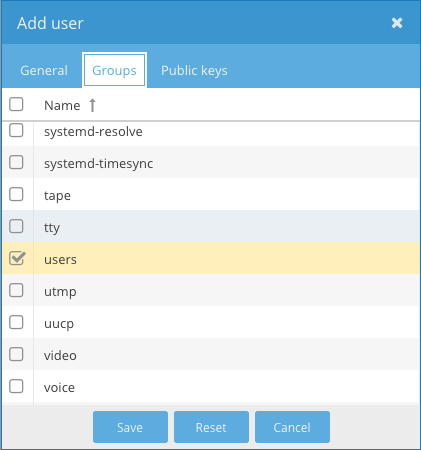 Add user
General Groups Public keys
Name
systemd-resolve
systemd-timesync
tape
tty
users
utmp
uucp
video
voice
Save Reset Cancel